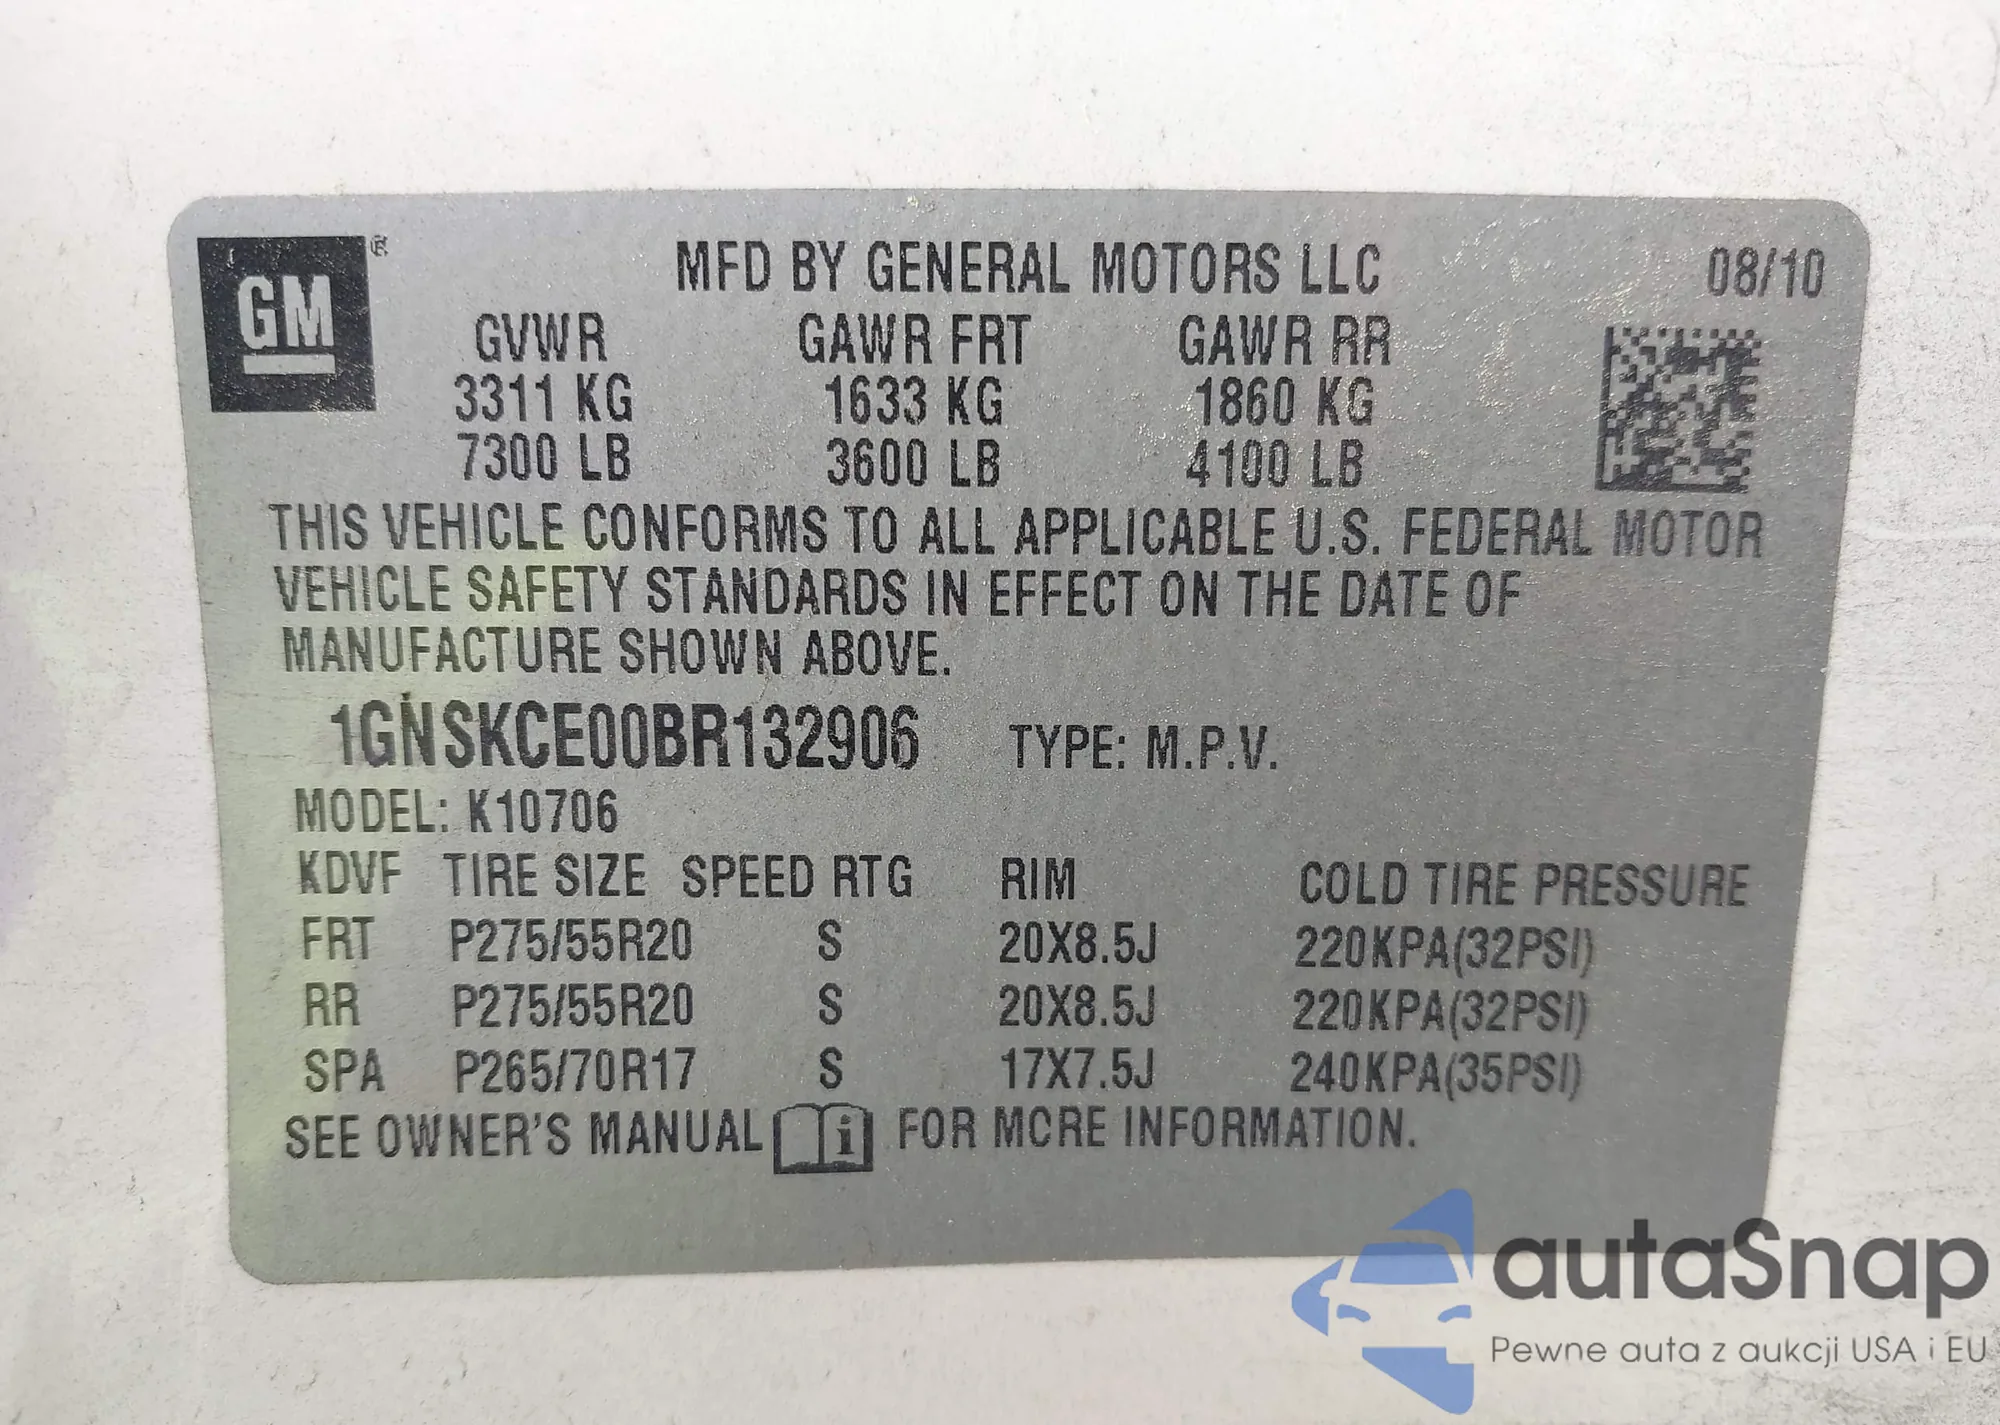 GM ® MFD BY GENERAL MOTORS LLC 08/10
GVWR GAWR FRT GAWR RR
3311 KG 1633 KG 1860 KG
7300 LB 3600 LB 4100 LB
THIS VEHICLE CONFORMS TO ALL APPLICABLE U.S. FEDERAL MOTOR
VEHICLE SAFETY STANDARDS IN EFFECT ON THE DATE OF
MANUFACTURE SHOWN ABOVE.
1GNSKCE00BR132906 TYPE: M.P.V.
MODEL: K10706
KDVF TIRE SIZE SPEED RTG RIM COLD TIRE PRESSURE
FRT P275/55R20 S 20X8.5J 220KPA(32PSI)
RR P275/55R20 S 20X8.5J 220KPA(32PSI)
SPA P265/70R17 S 17X7.5J 240KPA(35PSI)
SEE OWNER'S MANUAL i FOR MORE INFORMATION.
autaSnap
Pewne auta z aukcji USA i EU